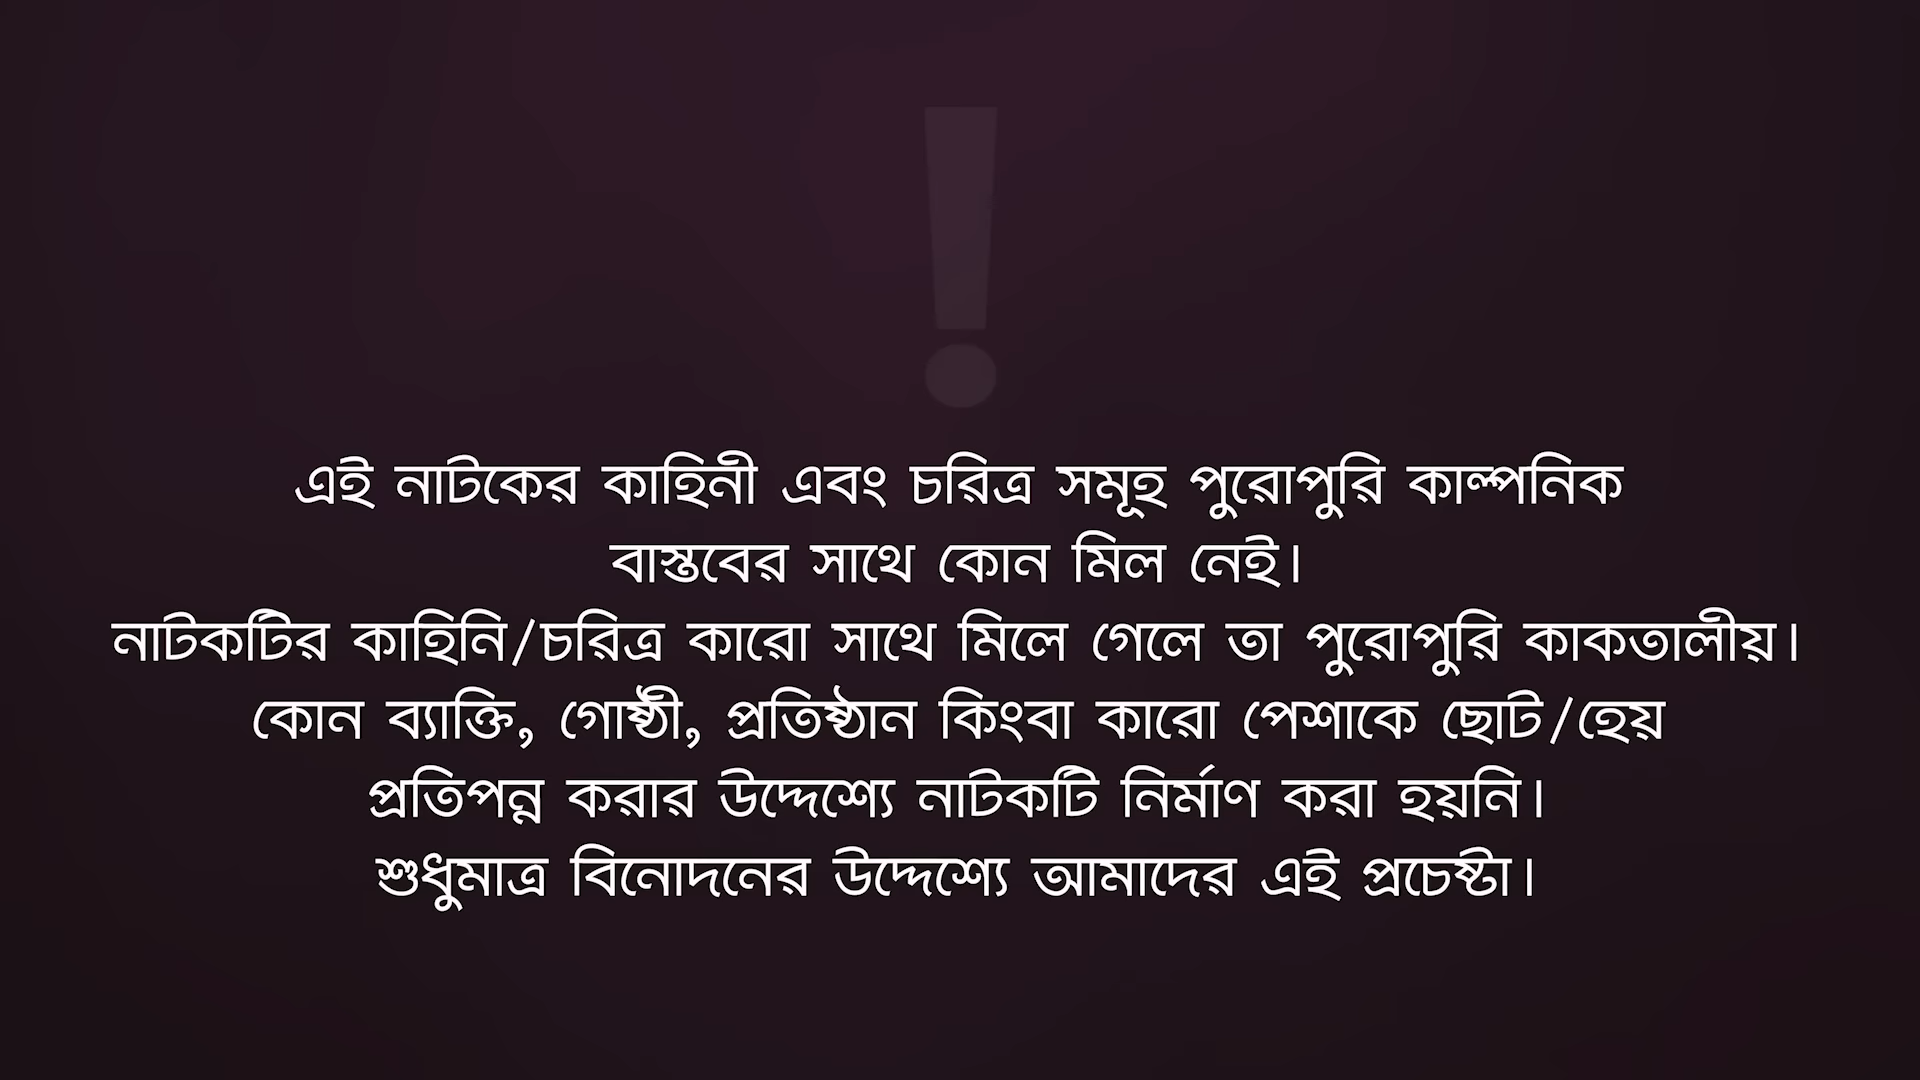 এই নাটকের কাহিনী এবং চরিত্র সমূহ পুরোপুরি কাল্পনিক
বাস্তবের সাথে কোন মিল নেই।
নাটকটির কাহিনি/চরিত্র কারো সাথে মিলে গেলে তা পুরোপুরি কাকতালীয়।
কোন ব্যাক্তি, গোষ্ঠী, প্রতিষ্ঠান কিংবা কারো পেশাকে ছোট/হেয়
প্রতিপন্ন করার উদ্দেশ্যে নাটকটি নির্মাণ করা হয়নি।
শুধুমাত্র বিনোদনের উদ্দেশ্যে আমাদের এই প্রচেষ্টা।